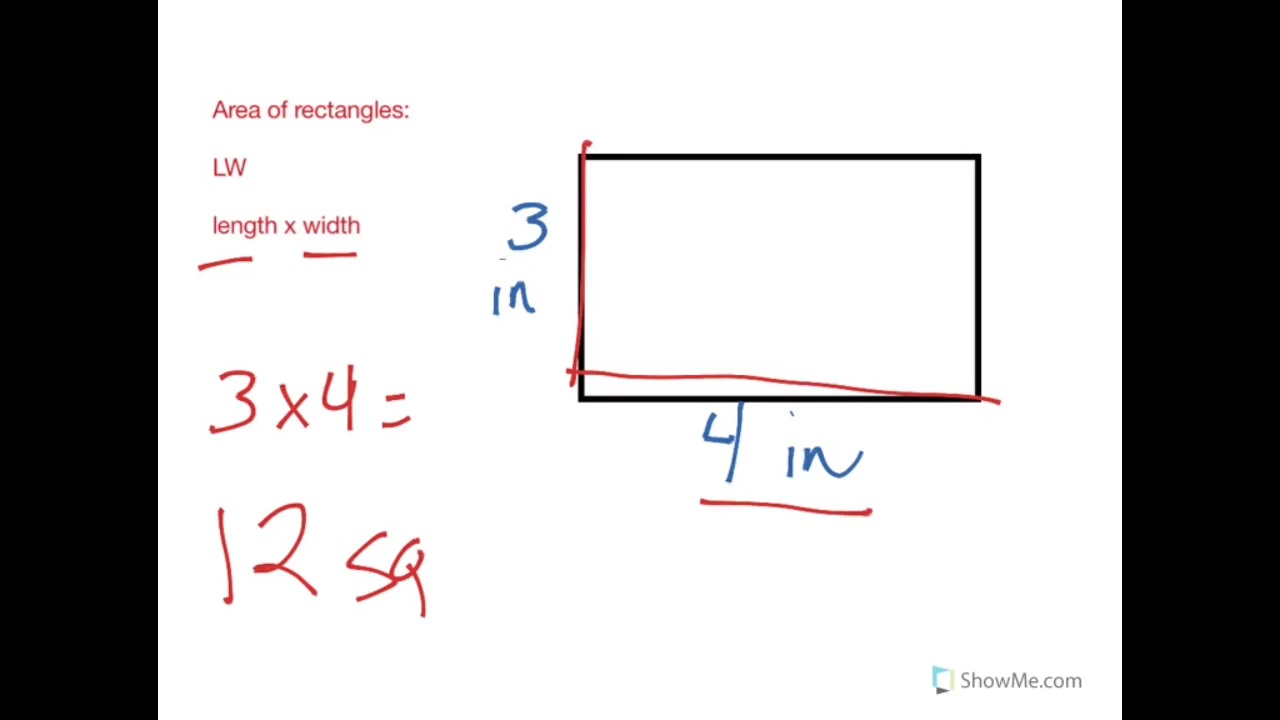 Area of rectangles:
LW
length x width
3
in
3x4=
4 in
12 sq
ShowMe.com